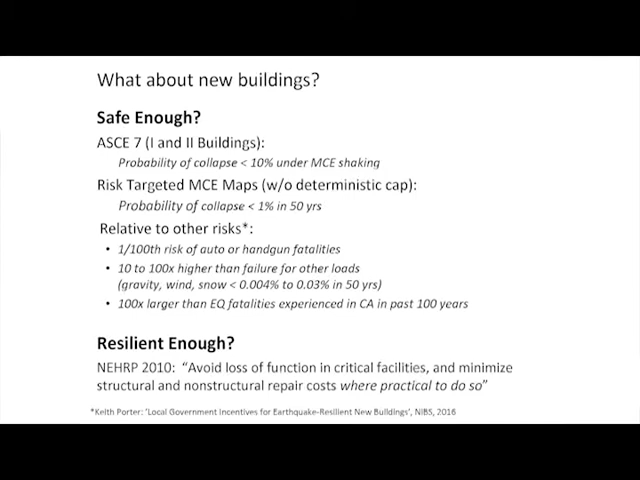 What about new buildings?
Safe Enough?
ASCE 7 (I and II Buildings):
Probability of collapse < 10% under MCE shaking
Risk Targeted MCE Maps (w/o deterministic cap):
Probability of collapse < 1% in 50 yrs
Relative to other risks*:
• 1/100th risk of auto or handgun fatalities
• 10 to 100x higher than failure for other loads
(gravity, wind, snow < 0.004% to 0.03% in 50 yrs)
• 100x larger than EQ fatalities experienced in CA in past 100 years
Resilient Enough?
NEHRP 2010: “Avoid loss of function in critical facilities, and minimize
structural and nonstructural repair costs where practical to do so”
*Keith Porter: ‘Local Government Incentives for Earthquake-Resilient New Buildings’, NIBS, 2016